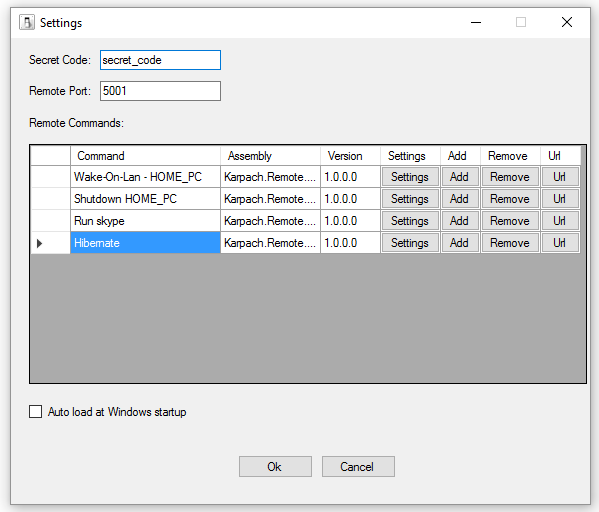 Settings
Secret Code: secret_code
Remote Port: 5001
Remote Commands:
Command Assembly Version Settings Add Remove Url
Wake-On-Lan - HOME_PC Karpach.Remote.... 1.0.0.0 Settings Add Remove Url
Shutdown HOME_PC Karpach.Remote.... 1.0.0.0 Settings Add Remove Url
Run skype Karpach.Remote.... 1.0.0.0 Settings Add Remove Url
Hibernate Karpach.Remote.... 1.0.0.0 Settings Add Remove Url
Auto load at Windows startup
Ok Cancel